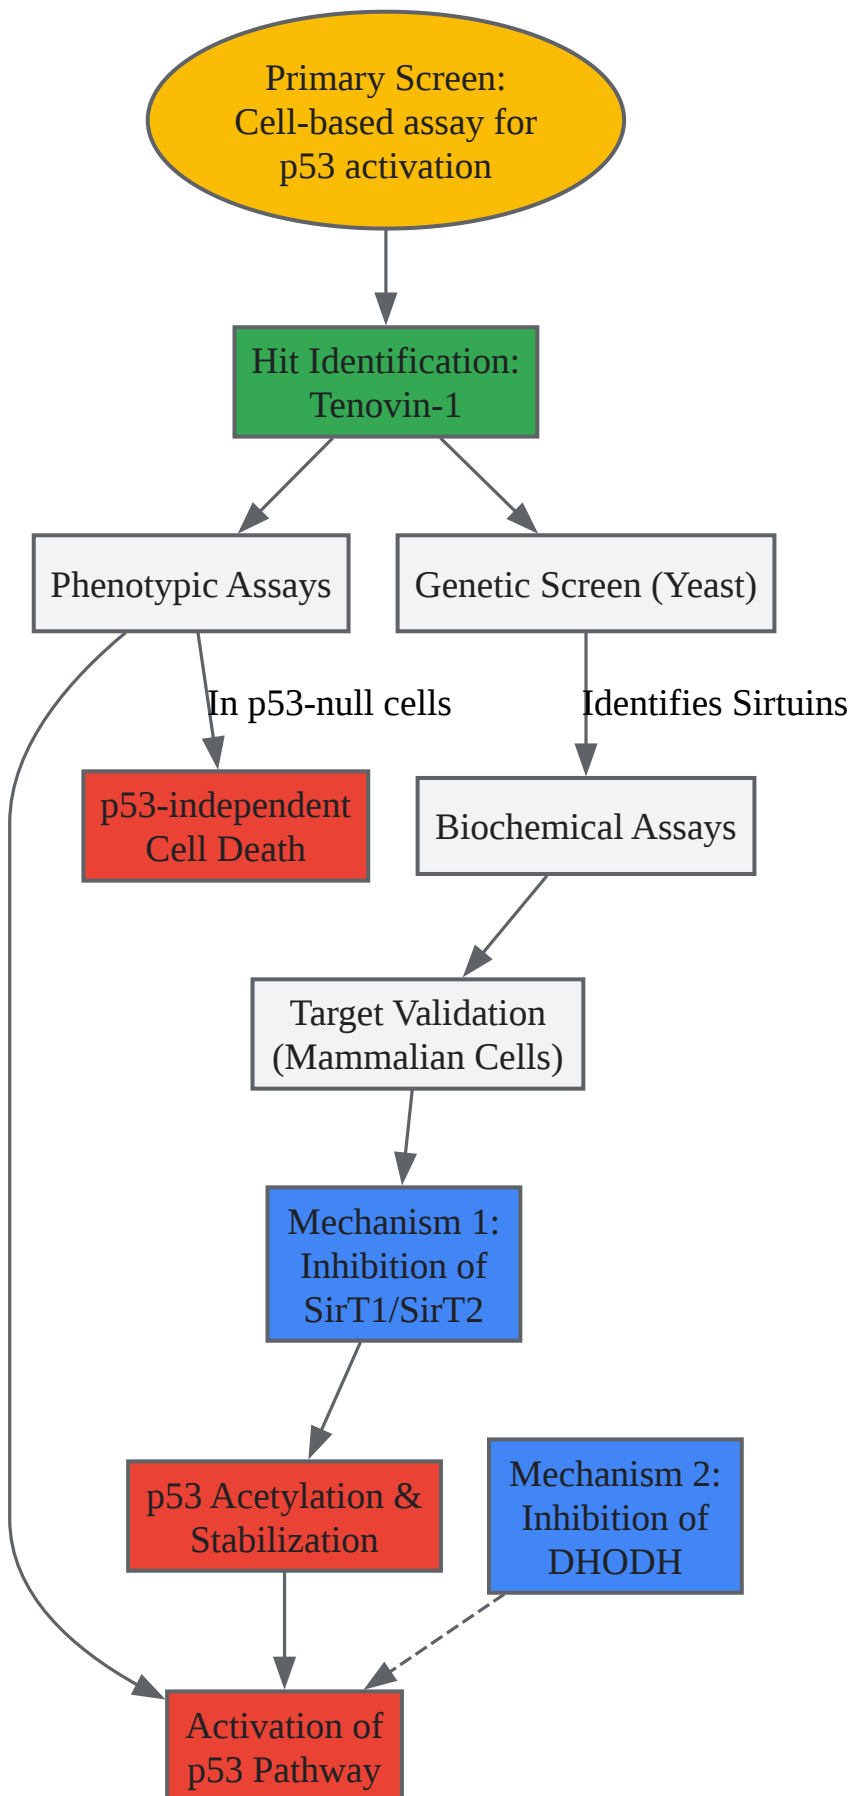 Primary Screen:
Cell-based assay for
p53 activation
Hit Identification:
Tenovin-1
Phenotypic Assays
Genetic Screen (Yeast)
In p53-null cells
Identifies Sirtuins
p53-independent
Cell Death
Biochemical Assays
Target Validation
(Mammalian Cells)
Mechanism 1:
Inhibition of
SirT1/SirT2
p53 Acetylation &
Stabilization
Mechanism 2:
Inhibition of
DHODH
Activation of
p53 Pathway